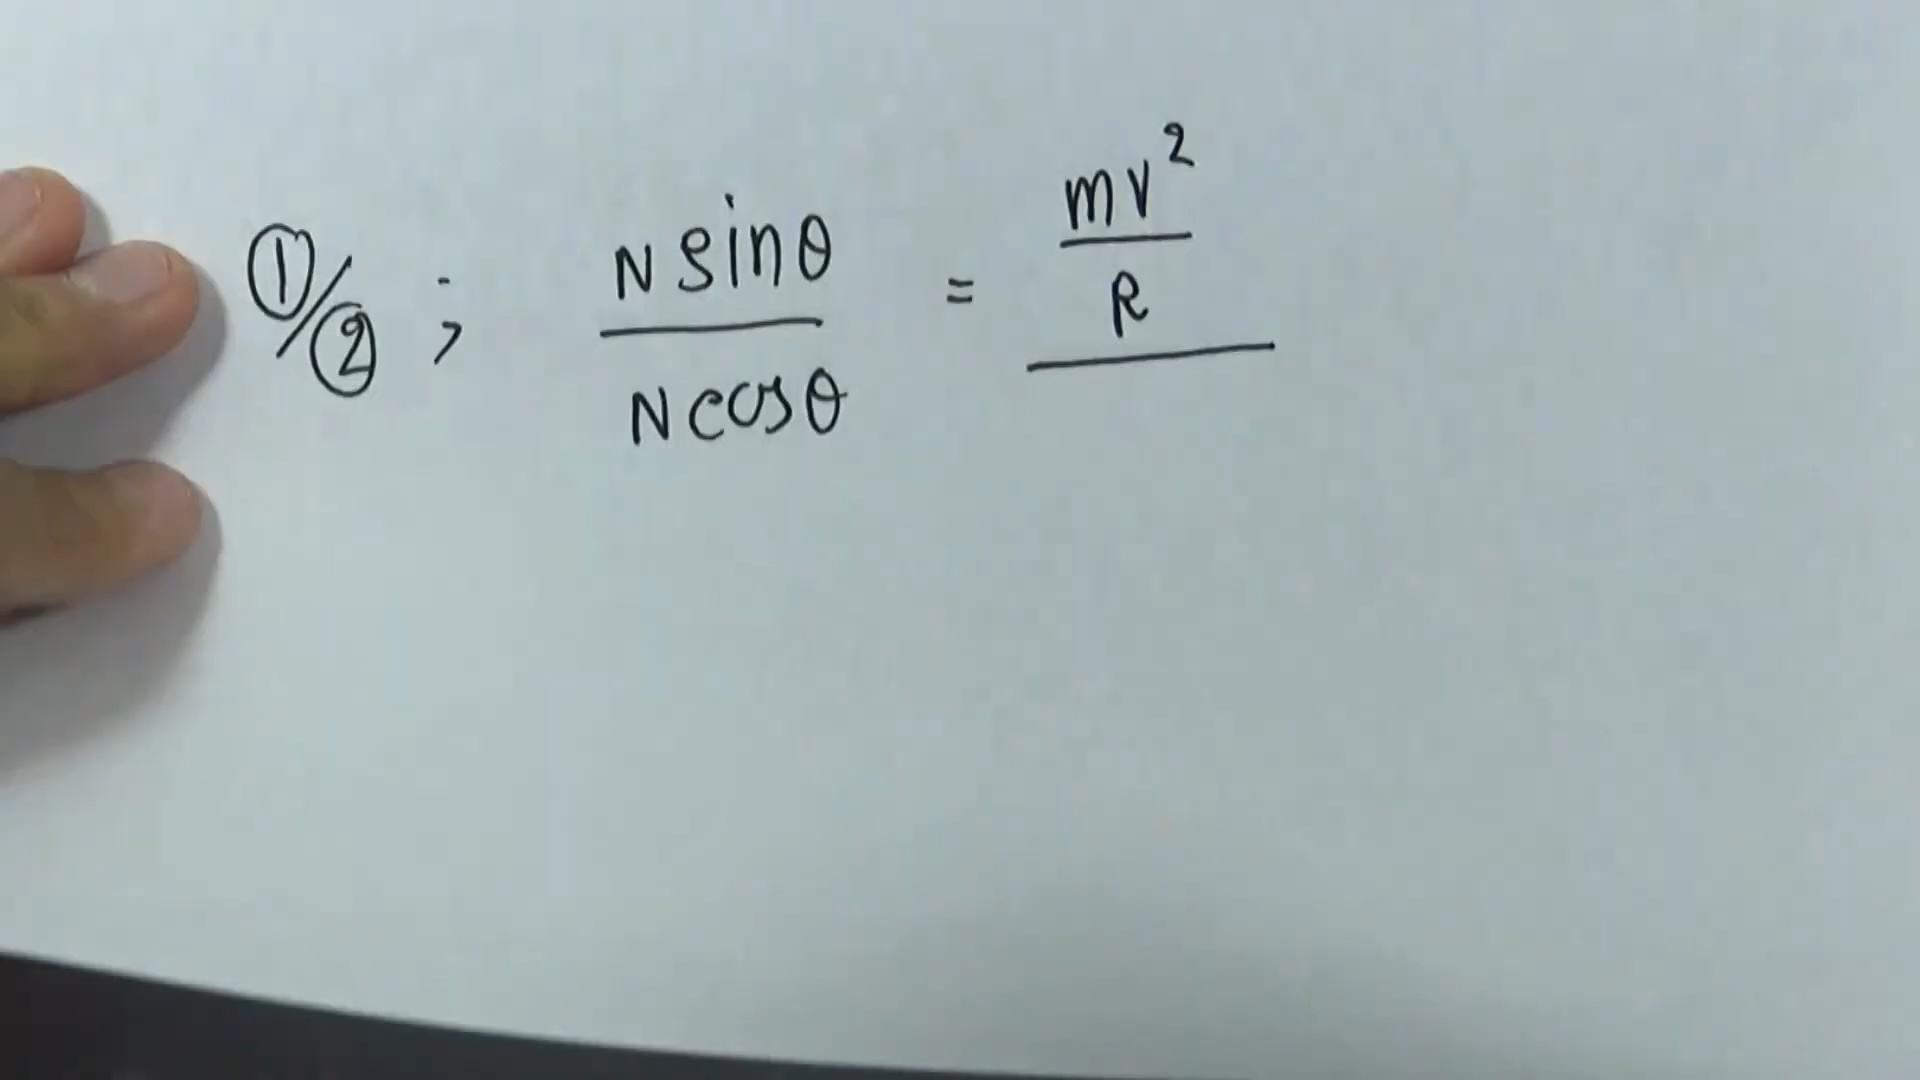 ①/② ; N sinθ / N cosθ = mv² / R /